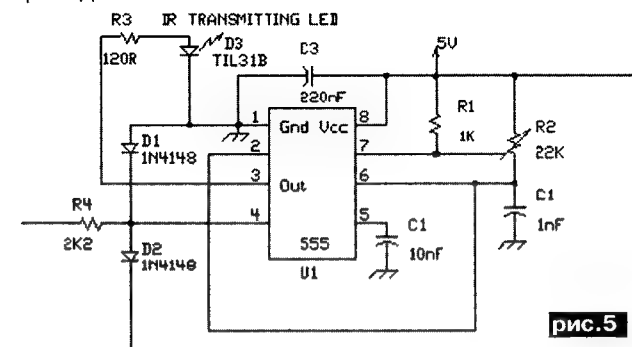 R3
IR TRANSMITTING LED
120R
D3
TIL31B
C3
220nF
5V
1
Gnd
Vcc
8
R1
1K
R2
22K
D1
1N4148
2
7
3
Out
6
R4
2K2
4
5
C1
10nF
C1
1nF
D2
1N4148
555
U1
рис.5